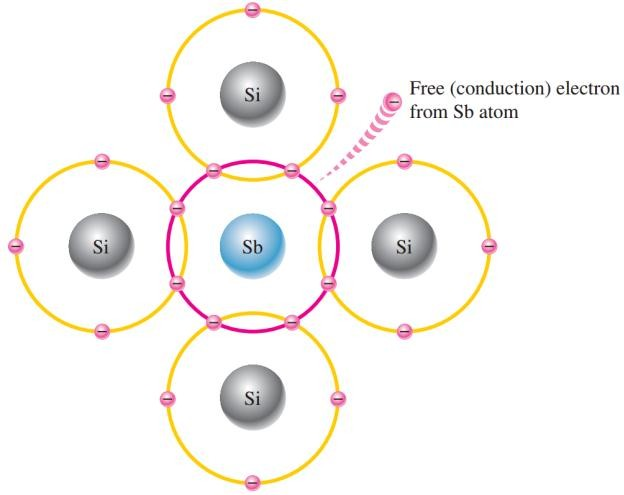 Si
Free (conduction) electron
from Sb atom
Si
Sb
Si
Si